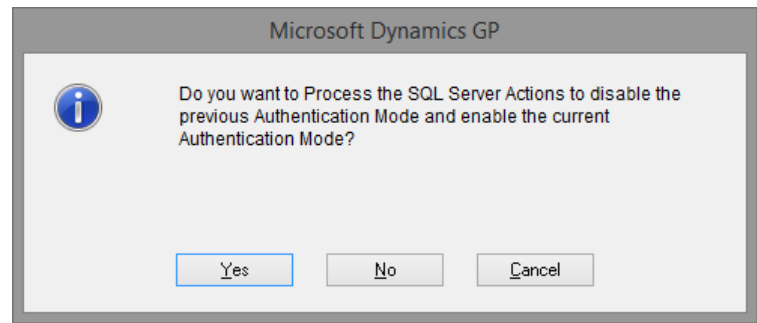 Microsoft Dynamics GP
Do you want to Process the SQL Server Actions to disable the
previous Authentication Mode and enable the current
Authentication Mode?
Yes No Cancel